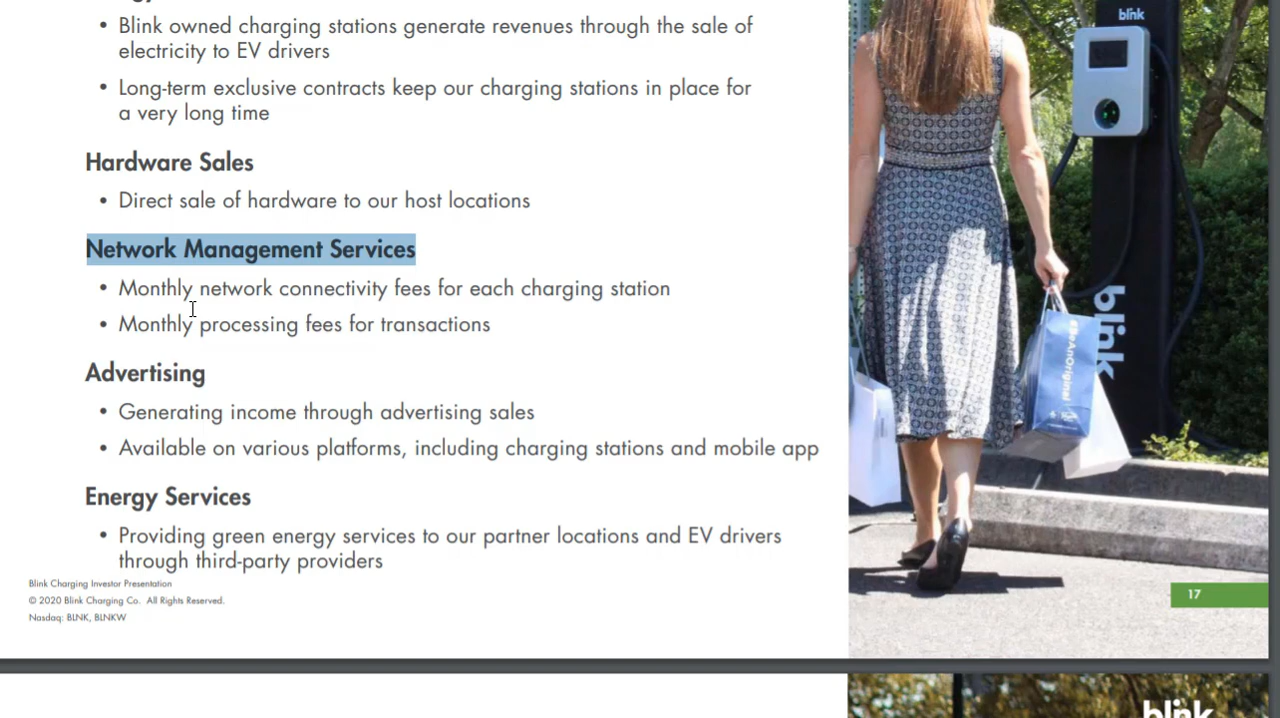 • Blink owned charging stations generate revenues through the sale of
electricity to EV drivers
• Long-term exclusive contracts keep our charging stations in place for
a very long time
Hardware Sales
• Direct sale of hardware to our host locations
Network Management Services
• Monthly network connectivity fees for each charging station
• Monthly processing fees for transactions
Advertising
• Generating income through advertising sales
• Available on various platforms, including charging stations and mobile app
Energy Services
• Providing green energy services to our partner locations and EV drivers
through third-party providers
Blink Charging Investor Presentation
© 2020 Blink Charging Co. All Rights Reserved.
Nasdaq: BLNK, BLNKW
blink
blink
#BeAnOriginal
17
blink